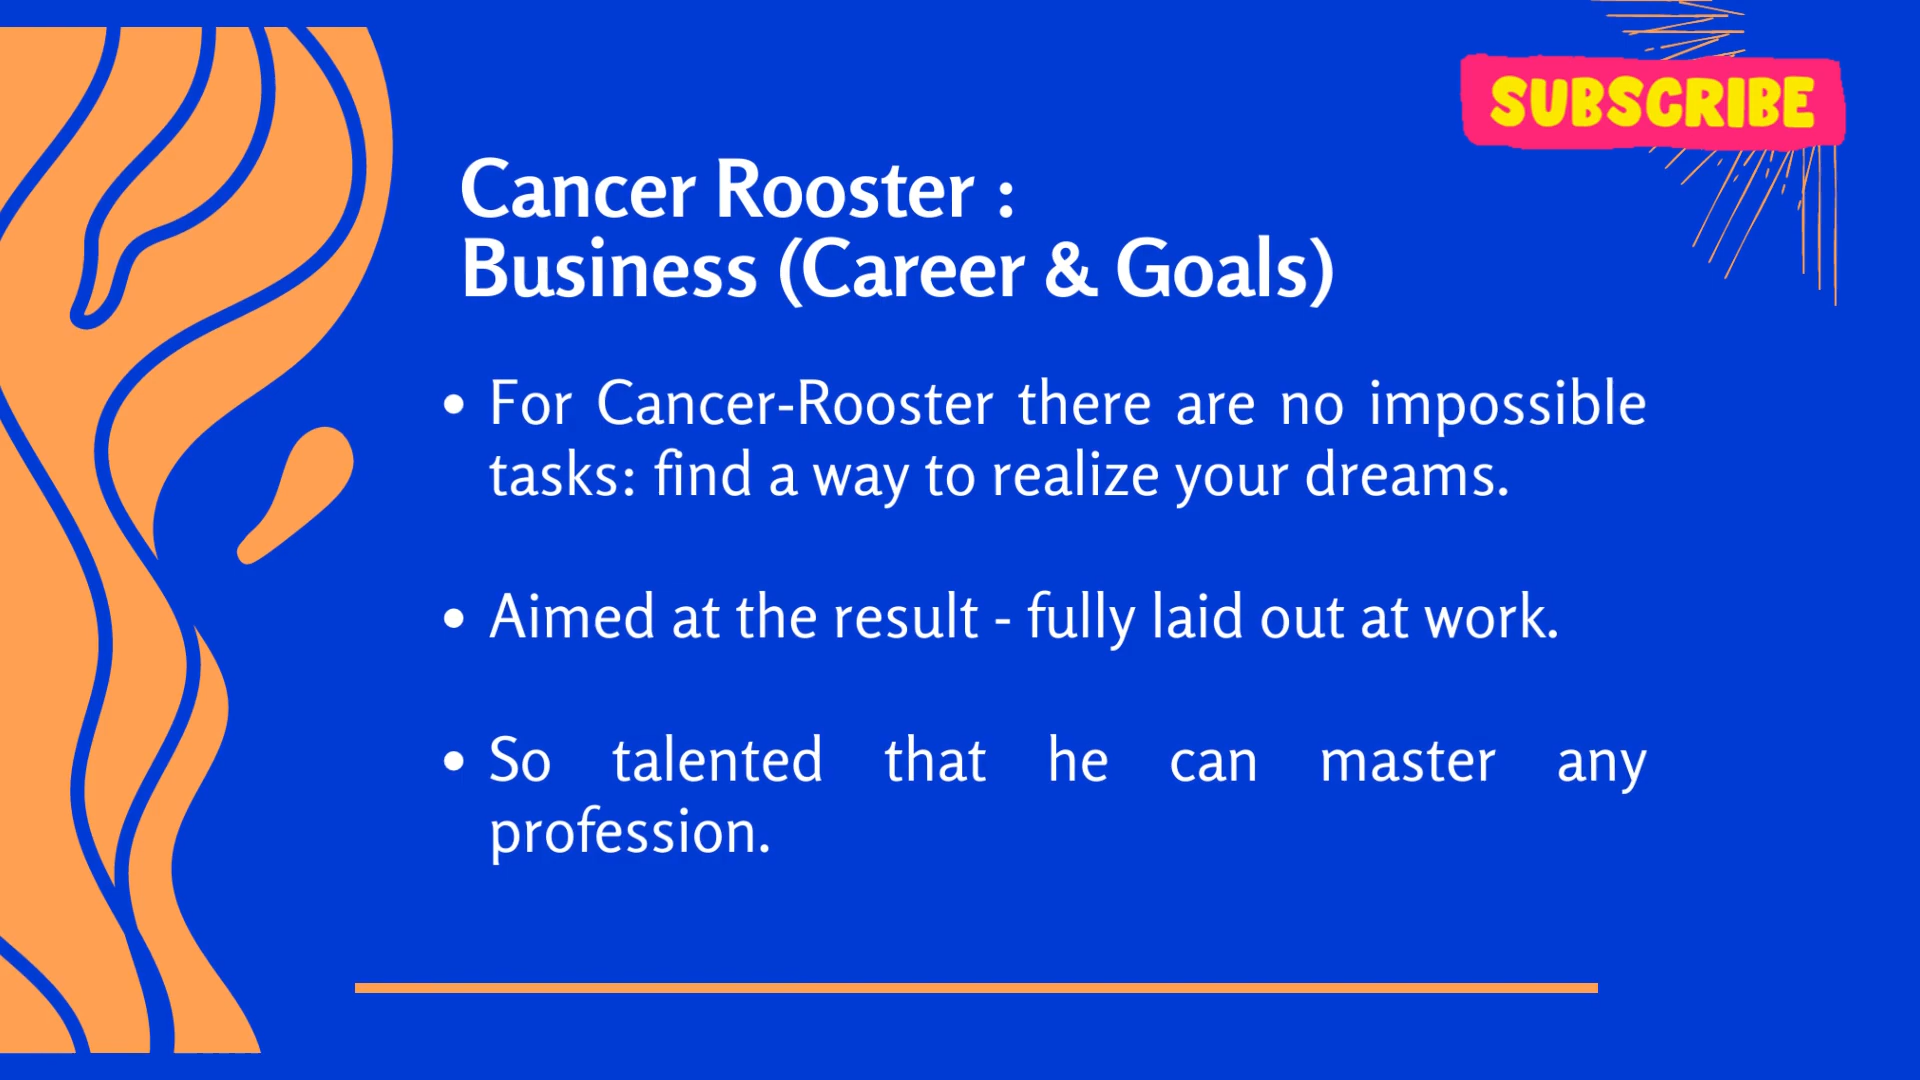 SUBSCRIBE
Cancer Rooster :
Business (Career & Goals)
• For Cancer-Rooster there are no impossible
tasks: find a way to realize your dreams.
• Aimed at the result - fully laid out at work.
• So talented that he can master any
profession.